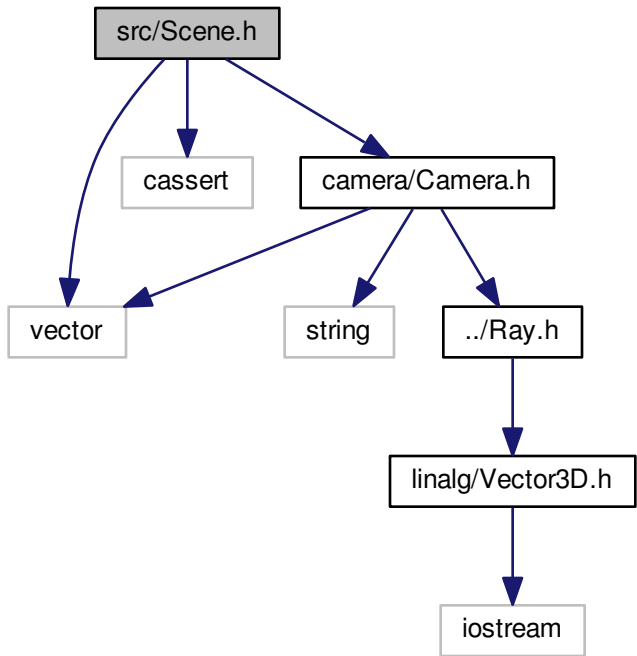 src/Scene.h
cassert
camera/Camera.h
vector
string
../Ray.h
linalg/Vector3D.h
iostream